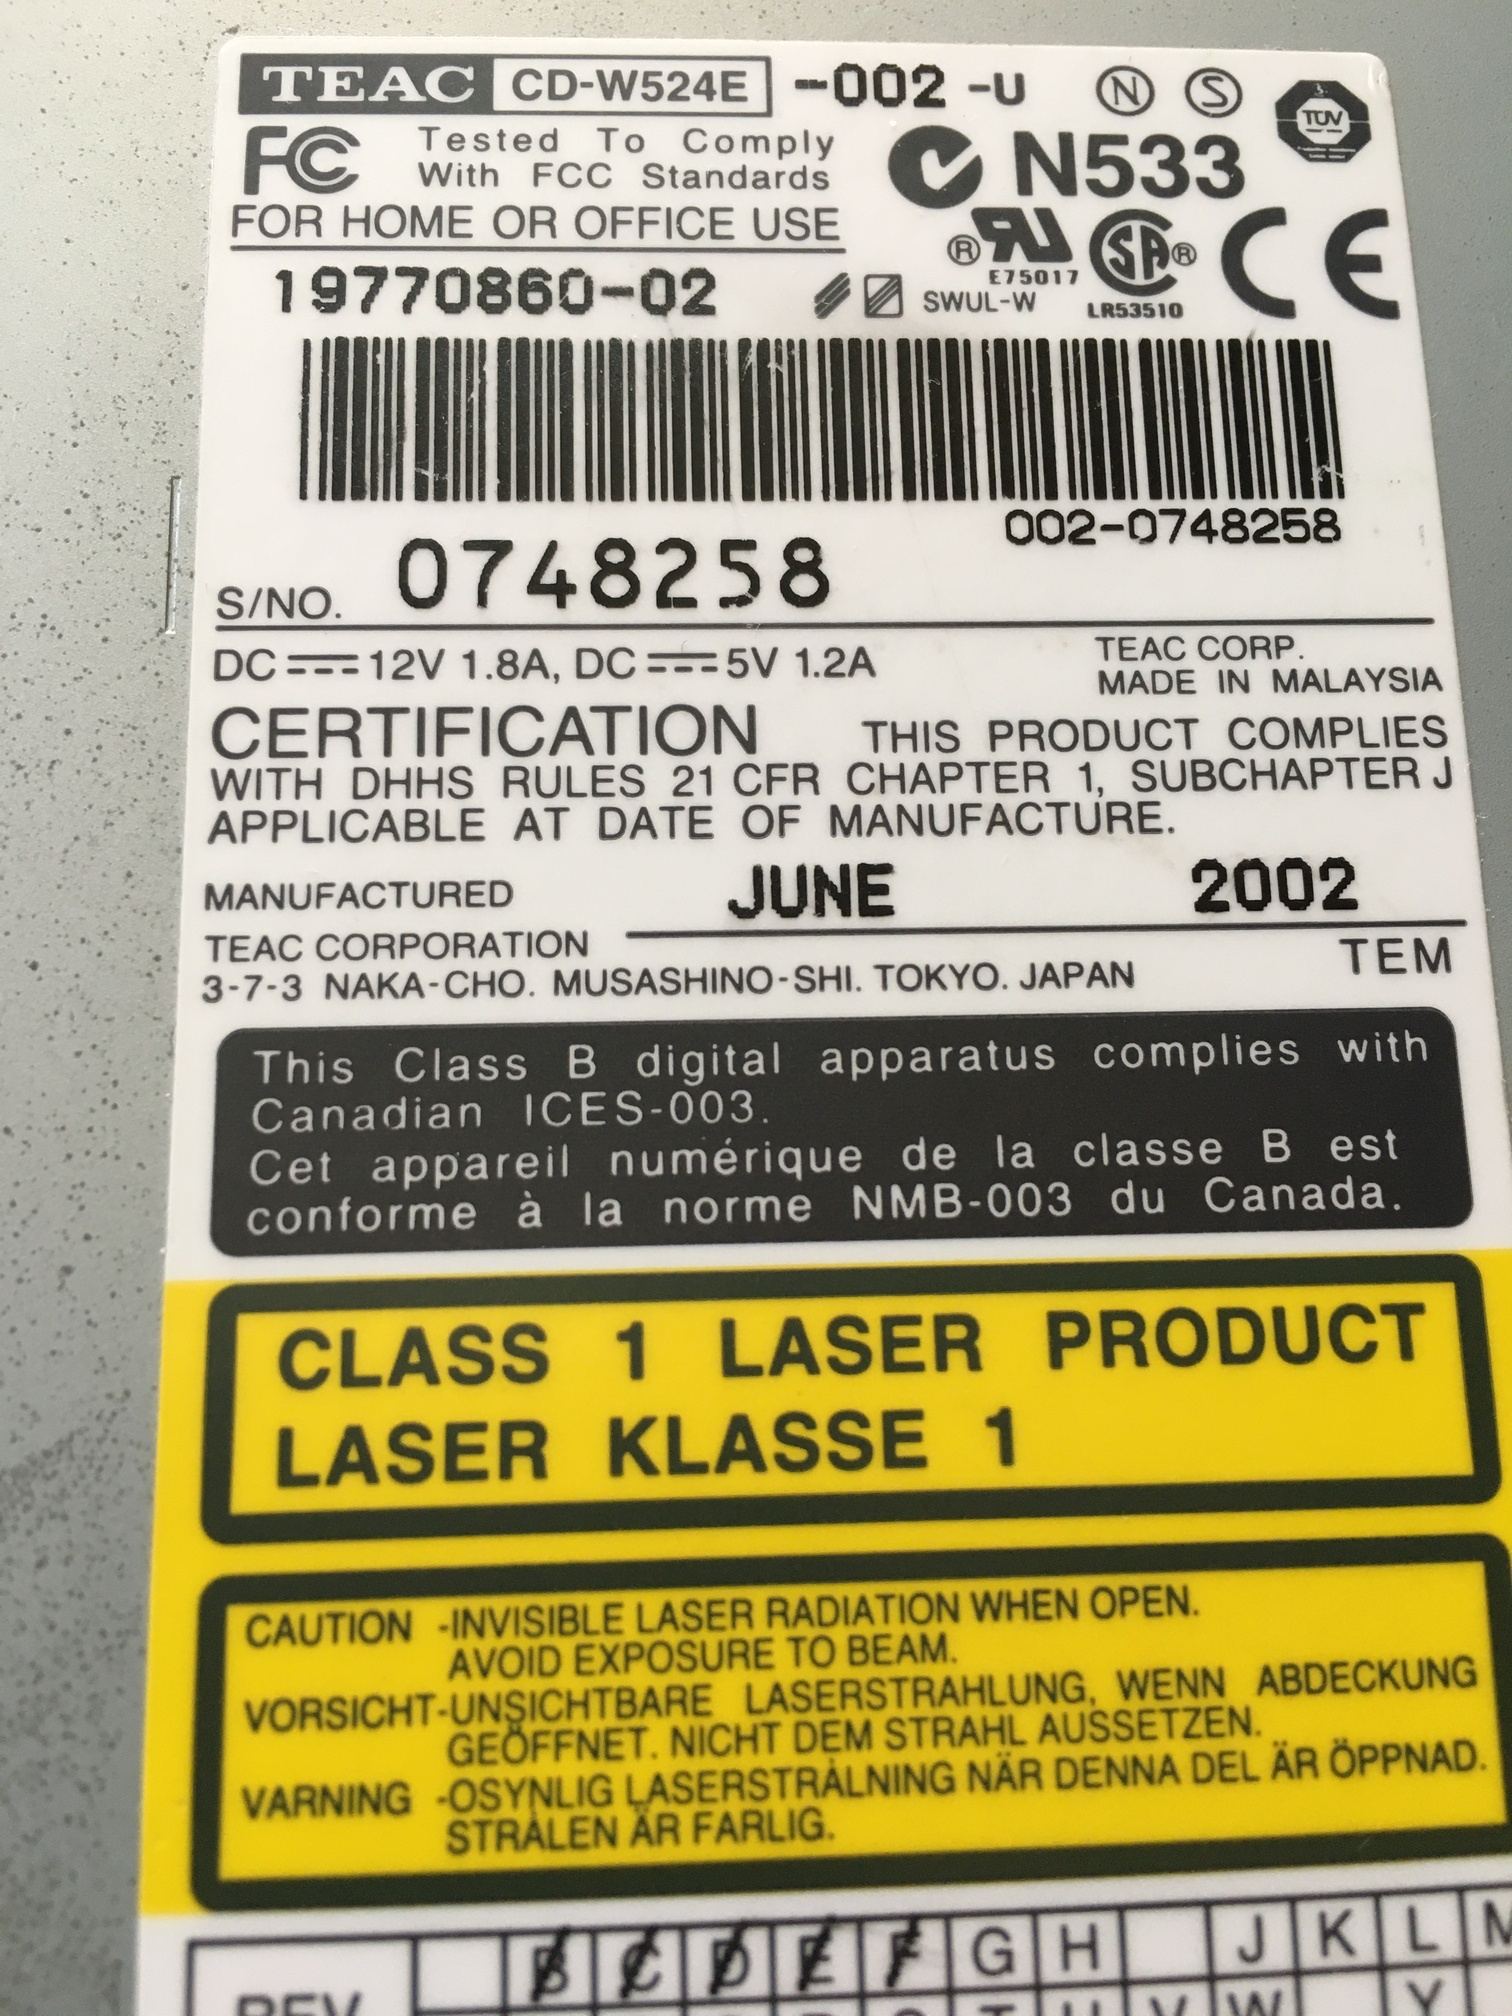 TEAC CD-W524E -002 -U N S TÜV
FC Tested To Comply
With FCC Standards
N533
FOR HOME OR OFFICE USE
® RU E75017 SA® LR53510 CE
19770860-02 SWUL-W
002-0748258
S/NO. 0748258
DC 12V 1.8A, DC 5V 1.2A
TEAC CORP.
MADE IN MALAYSIA
CERTIFICATION THIS PRODUCT COMPLIES
WITH DHHS RULES 21 CFR CHAPTER 1, SUBCHAPTER J
APPLICABLE AT DATE OF MANUFACTURE.
MANUFACTURED JUNE 2002
TEAC CORPORATION TEM
3-7-3 NAKA-CHO. MUSASHINO-SHI. TOKYO. JAPAN
This Class B digital apparatus complies with
Canadian ICES-003.
Cet appareil numérique de la classe B est
conforme à la norme NMB-003 du Canada.
CLASS 1 LASER PRODUCT
LASER KLASSE 1
CAUTION -INVISIBLE LASER RADIATION WHEN OPEN.
AVOID EXPOSURE TO BEAM.
VORSICHT-UNSICHTBARE LASERSTRAHLUNG, WENN ABDECKUNG
GEÖFFNET. NICHT DEM STRAHL AUSSETZEN.
VARNING -OSYNLIG LASERSTRÅLNING NÄR DENNA DEL ÄR ÖPPNAD.
STRÅLEN ÄR FARLIG.
B C D E F G H J K L M
REV